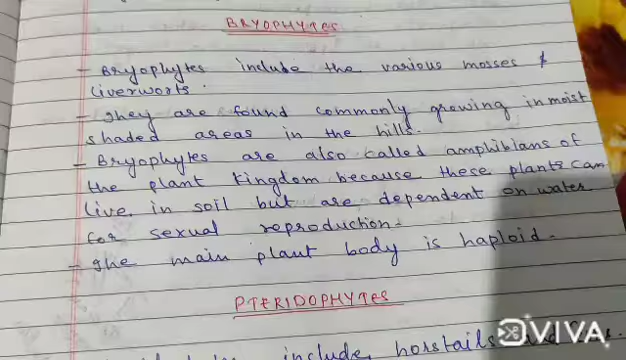 BRYOPHYTES
- Bryophytes include the various mosses &
liverworts.
- They are found commonly growing in moist
shaded areas in the hills.
- Bryophytes are also called amphibians of
the plant kingdom because these plants can
live in soil but are dependent on water
for sexual reproduction.
- The main plant body is haploid.
PTERIDOPHYTES
include horstails
VIVA